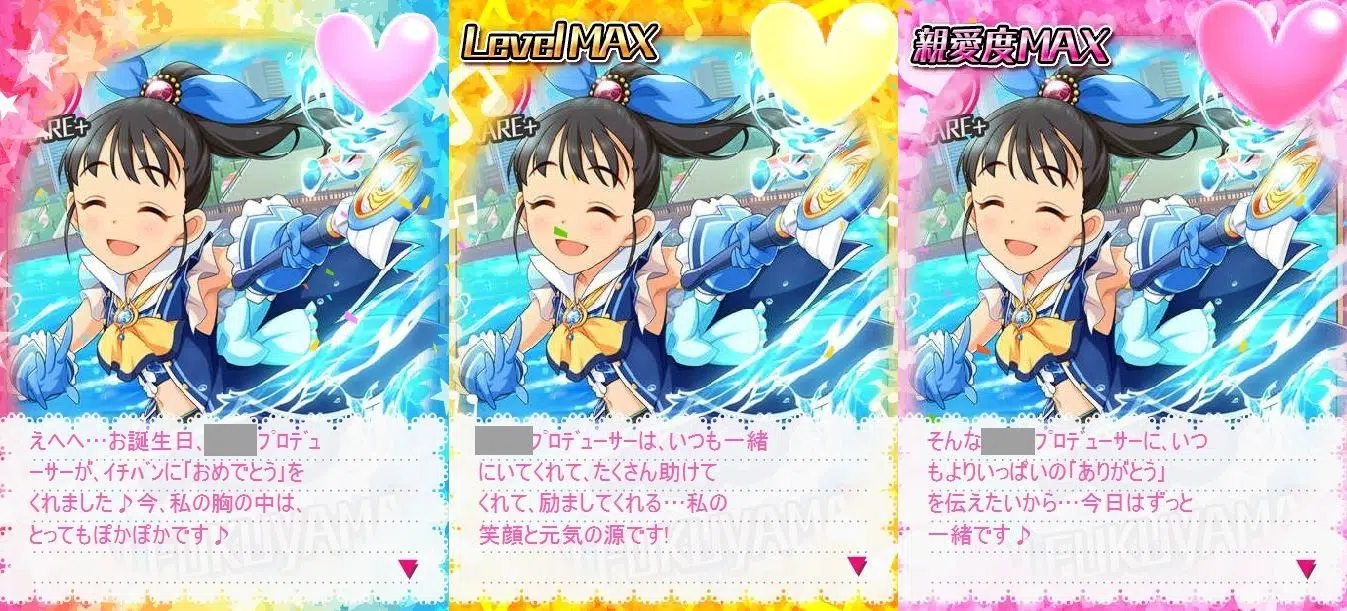 ARE+
えへへ…お誕生日、ﾌﾟﾛﾃﾞｭ
ｰサーが、イチバンに｢おめでとう｣を
くれました♪今、私の胸の中は、
とってもぽかぽかです♪
FUKUYAMA
Level MAX
ARE+
ﾌﾟﾛﾃﾞｭｰサーは、いつも一緒
にいてくれて、たくさん助けて
くれて、励ましてくれる…私の
笑顔と元気の源です!
FUKUYAMA
親愛度MAX
ARE+
そんなﾌﾟﾛﾃﾞｭｰサーに、いつ
もよりいっぱいの｢ありがとう｣
を伝えたいから…今日はずっと
一緒です♪
FUKUYAMA